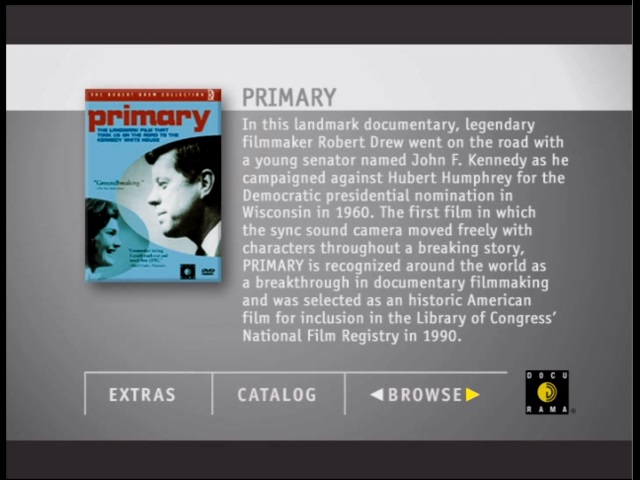 THE ROBERT DREW COLLECTION
primary
THE LANDMARK FILM THAT
TOOK US ON THE ROAD TO THE
KENNEDY WHITE HOUSE
"Groundbreaking."
DVD
PRIMARY
In this landmark documentary, legendary
filmmaker Robert Drew went on the road with
a young senator named John F. Kennedy as he
campaigned against Hubert Humphrey for the
Democratic presidential nomination in
Wisconsin in 1960. The first film in which
the sync sound camera moved freely with
characters throughout a breaking story,
PRIMARY is recognized around the world as
a breakthrough in documentary filmmaking
and was selected as an historic American
film for inclusion in the Library of Congress’
National Film Registry in 1990.
EXTRAS
CATALOG
◀BROWSE▶
DOCU
RAMA®